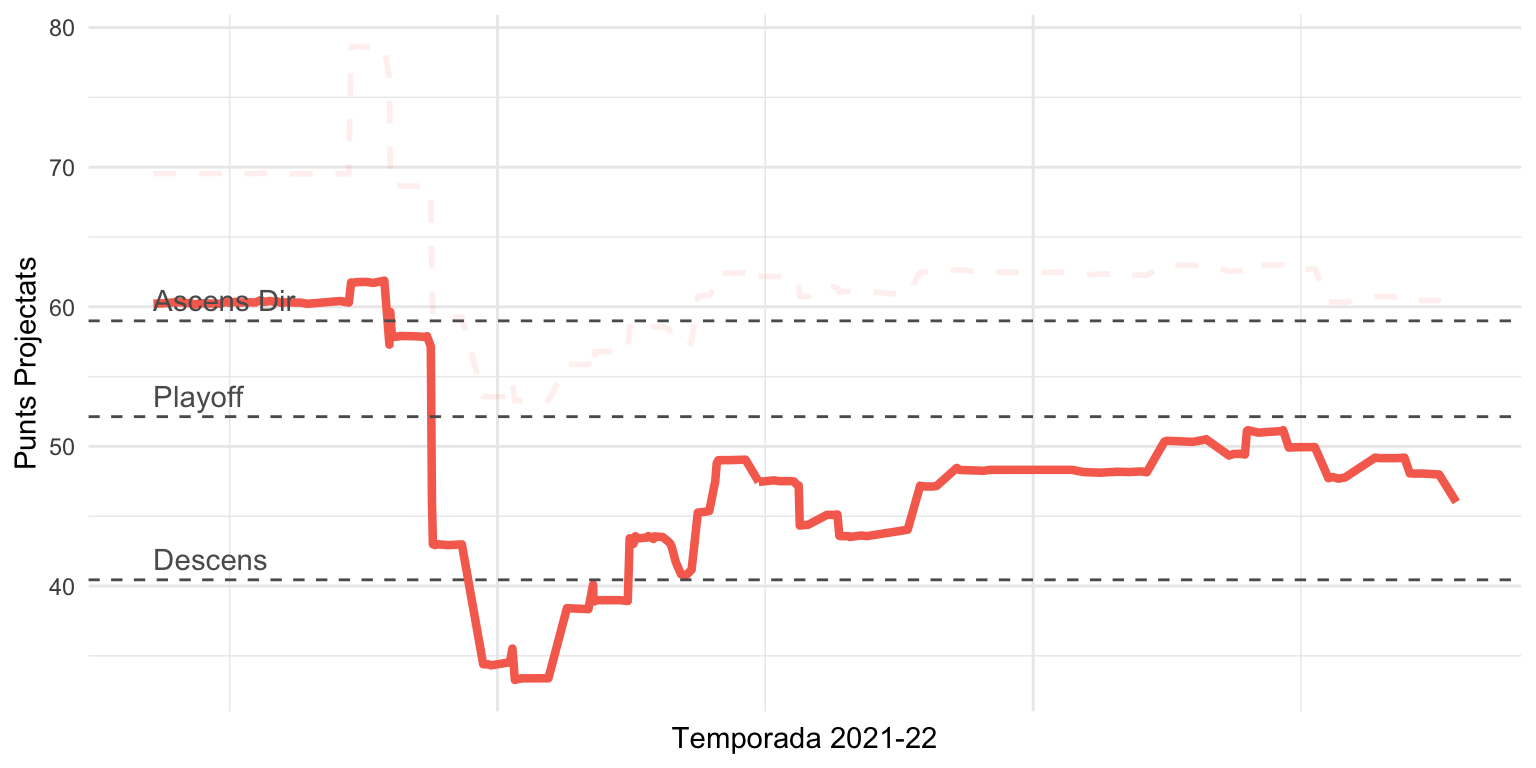 80
70
60
50
40
Punts Projectats
Ascens Dir
Playoff
Descens
Temporada 2021-22